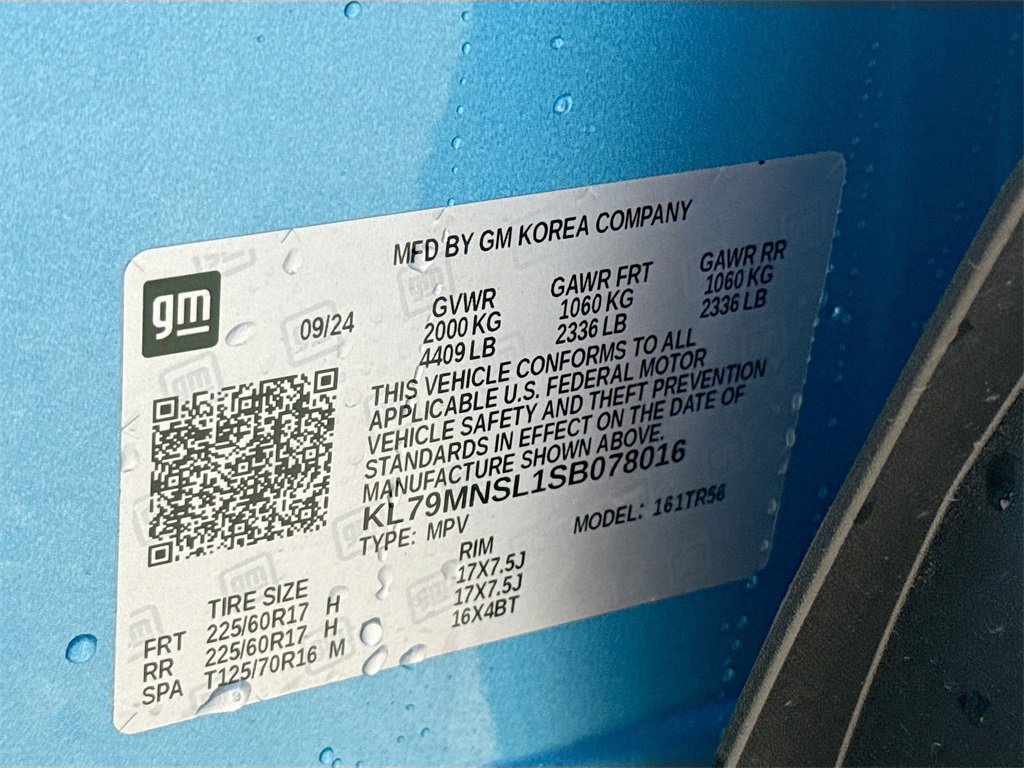 MFD BY GM KOREA COMPANY
gm
09/24
GVWR GAWR FRT GAWR RR
2000 KG 1060 KG 1060 KG
4409 LB 2336 LB 2336 LB
THIS VEHICLE CONFORMS TO ALL
APPLICABLE U.S. FEDERAL MOTOR
VEHICLE SAFETY AND THEFT PREVENTION
STANDARDS IN EFFECT ON THE DATE OF
MANUFACTURE SHOWN ABOVE.
KL79MNSL1SB078016
TYPE: MPV MODEL: 161TR56
TIRE SIZE RIM
FRT 225/60R17 H 17X7.5J
RR 225/60R17 H 17X7.5J
SPA T125/70R16 M 16X4BT